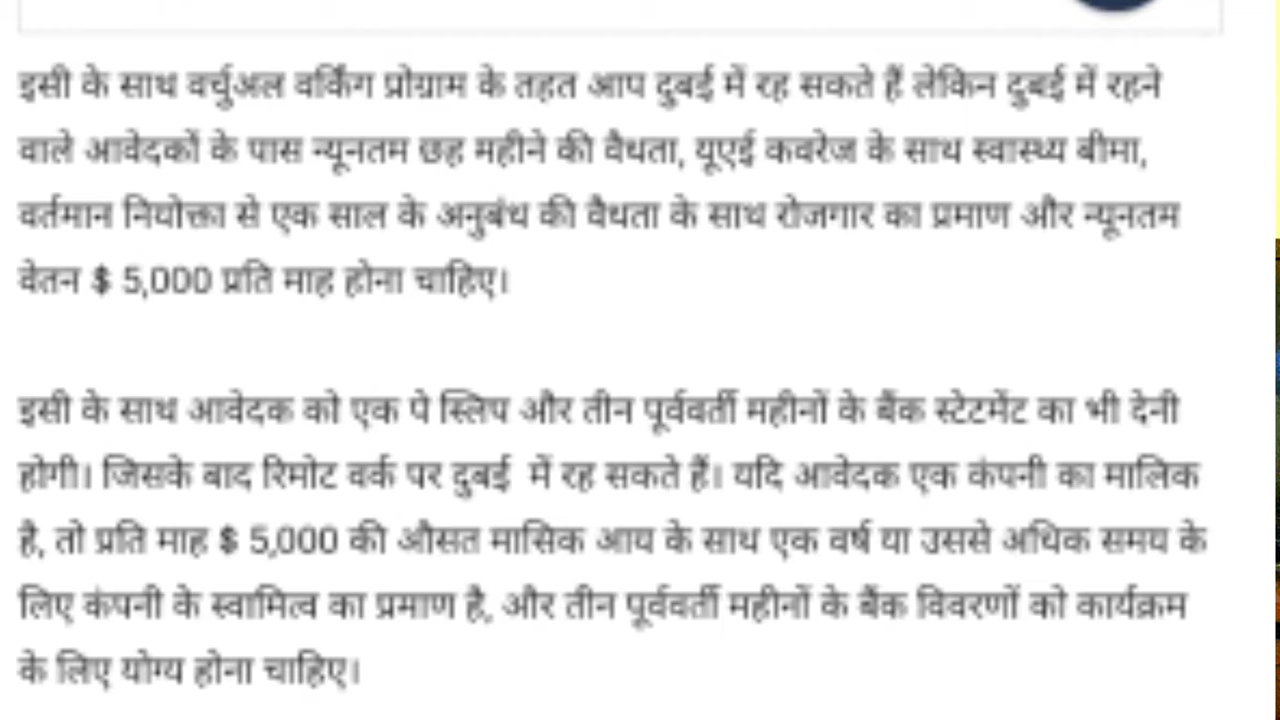 इसी के साथ वर्चुअल वर्किंग प्रोग्राम के तहत आप दुबई में रह सकते हैं लेकिन दुबई में रहने
वाले आवेदकों के पास न्यूनतम छह महीने की वैधता, यूएई कवरेज के साथ स्वास्थ्य बीमा,
वर्तमान नियोक्ता से एक साल के अनुबंध की वैधता के साथ रोजगार का प्रमाण और न्यूनतम
वेतन $ 5,000 प्रति माह होना चाहिए।
इसी के साथ आवेदक को एक पे स्लिप और तीन पूर्ववर्ती महीनों के बैंक स्टेटमेंट का भी देनी
होगी। जिसके बाद रिमोट वर्क पर दुबई में रह सकते हैं। यदि आवेदक एक कंपनी का मालिक
है, तो प्रति माह $ 5,000 की औसत मासिक आय के साथ एक वर्ष या उससे अधिक समय के
लिए कंपनी के स्वामित्व का प्रमाण है, और तीन पूर्ववर्ती महीनों के बैंक विवरणों को कार्यक्रम
के लिए योग्य होना चाहिए।